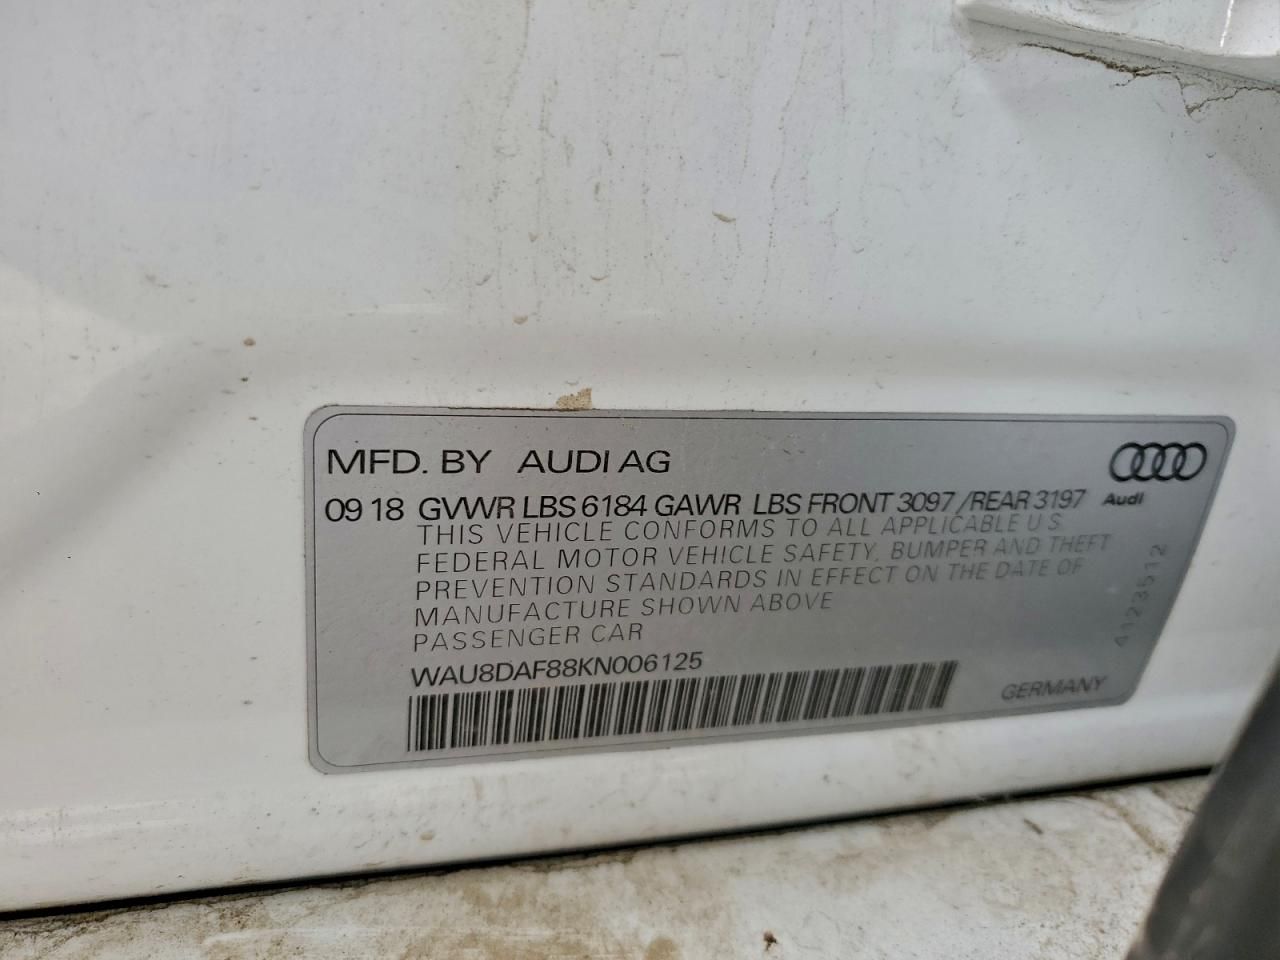 MFD. BY AUDI AG
09 18 GVWR LBS 6184 GAWR LBS FRONT 3097 / REAR 3197
Audi
THIS VEHICLE CONFORMS TO ALL APPLICABLE U.S.
FEDERAL MOTOR VEHICLE SAFETY, BUMPER AND THEFT
PREVENTION STANDARDS IN EFFECT ON THE DATE OF
MANUFACTURE SHOWN ABOVE
PASSENGER CAR
WAU8DAF88KN006125
GERMANY
4123512